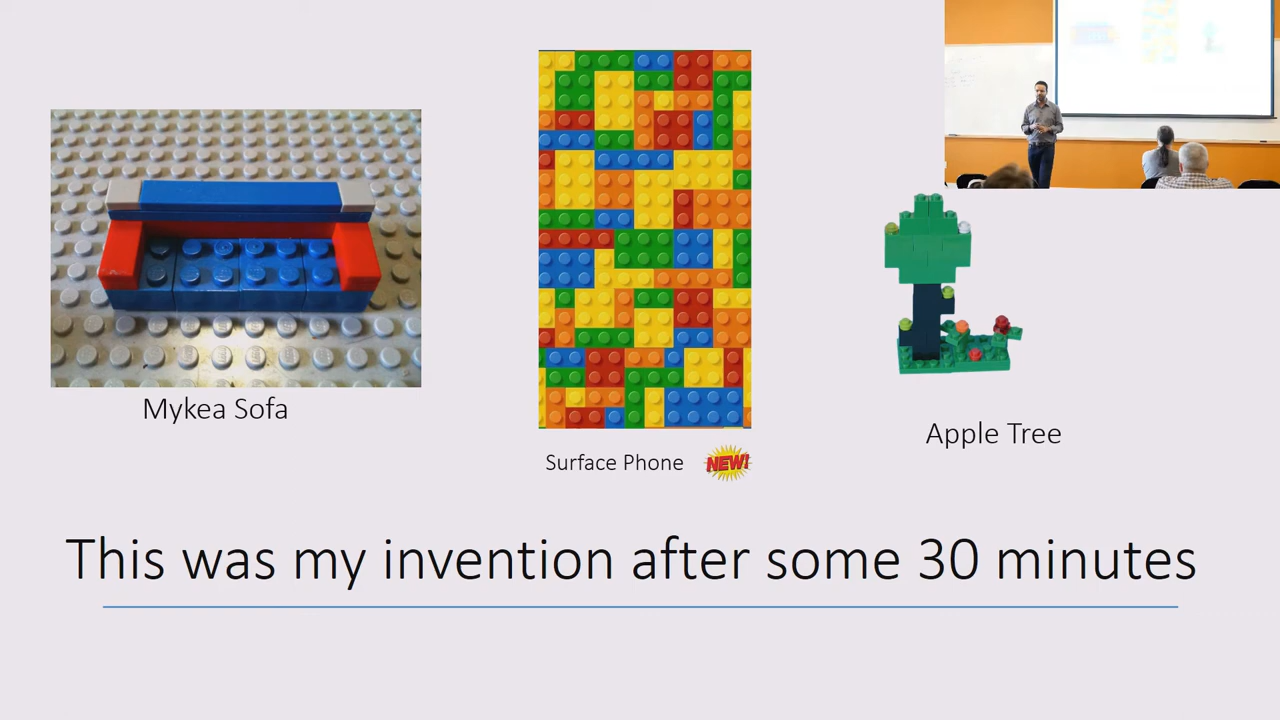 Mykea Sofa
Surface Phone NEW!
Apple Tree
This was my invention after some 30 minutes